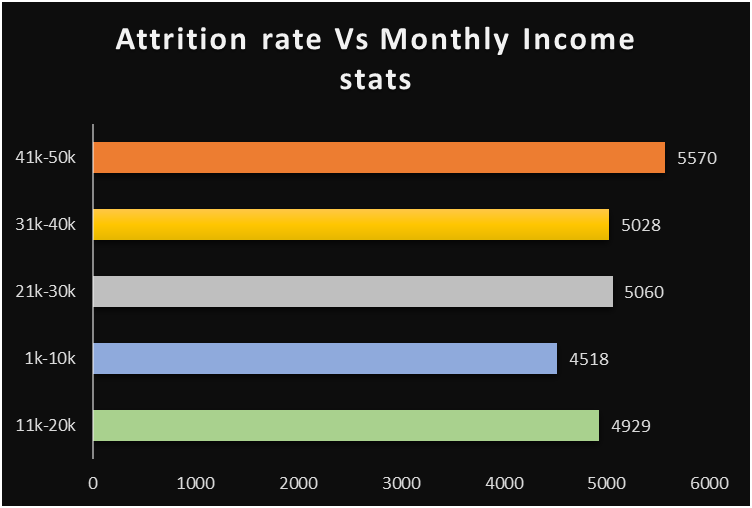 Attrition rate Vs Monthly Income
stats
41k-50k
5570
31k-40k
5028
21k-30k
5060
1k-10k
4518
11k-20k
4929
0 1000 2000 3000 4000 5000 6000